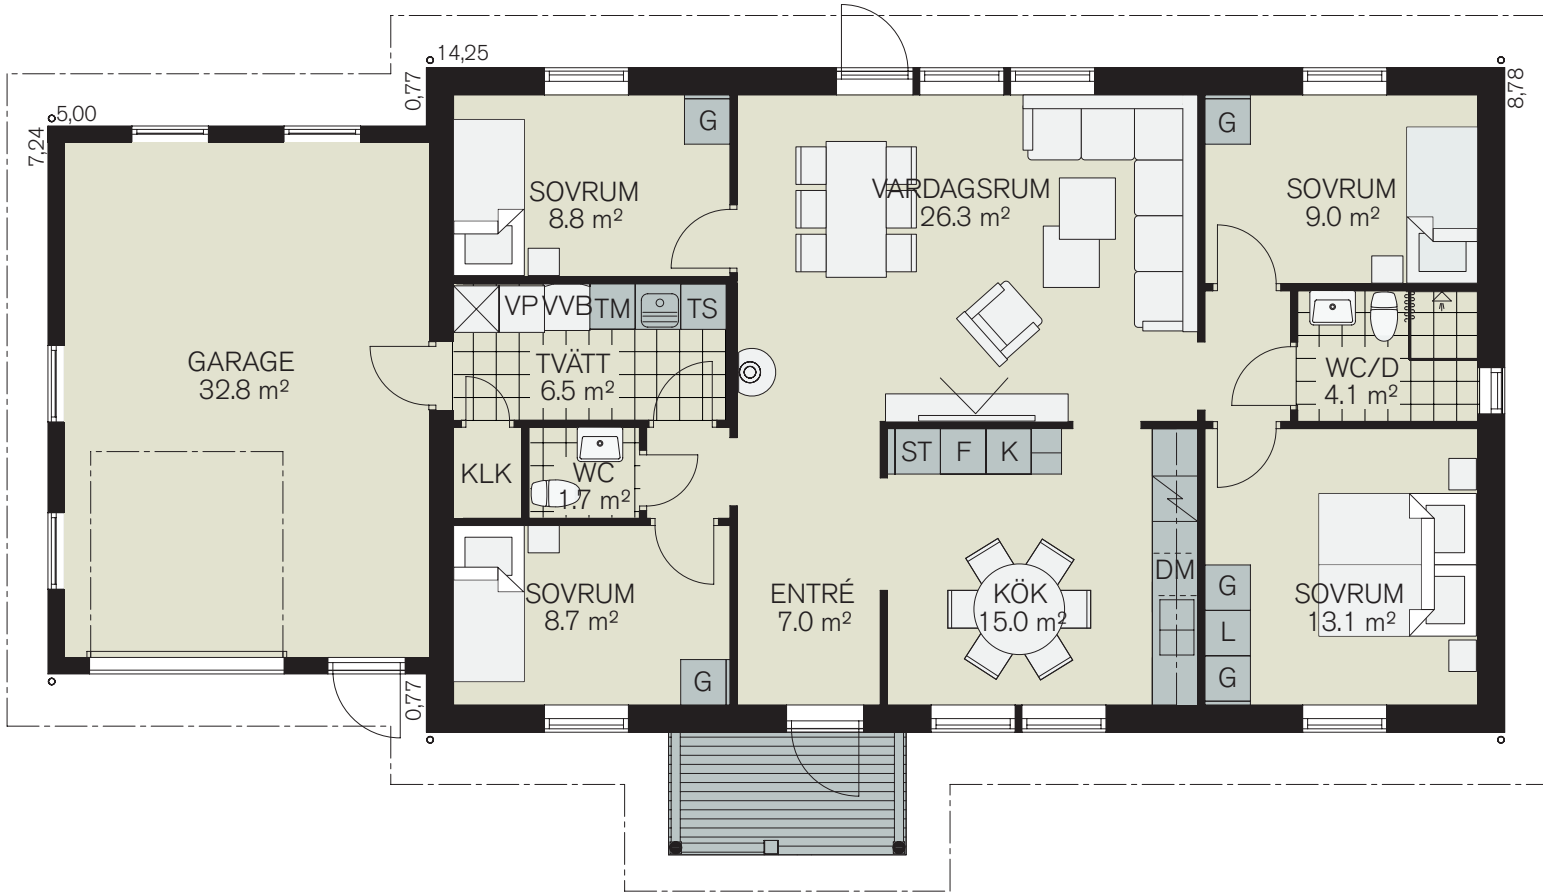 14,25
0,77
8,78
5,00
7,24
G
G
SOVRUM
8.8 m²
VARDAGSRUM
26.3 m²
SOVRUM
9.0 m²
VP
VVB
TM
TS
GARAGE
32.8 m²
TVÄTT
6.5 m²
WC/D
4.1 m²
KLK
WC
1.7 m²
ST
F
K
SOVRUM
8.7 m²
ENTRÉ
7.0 m²
KÖK
15.0 m²
DM
G
L
G
SOVRUM
13.1 m²
G
0,77